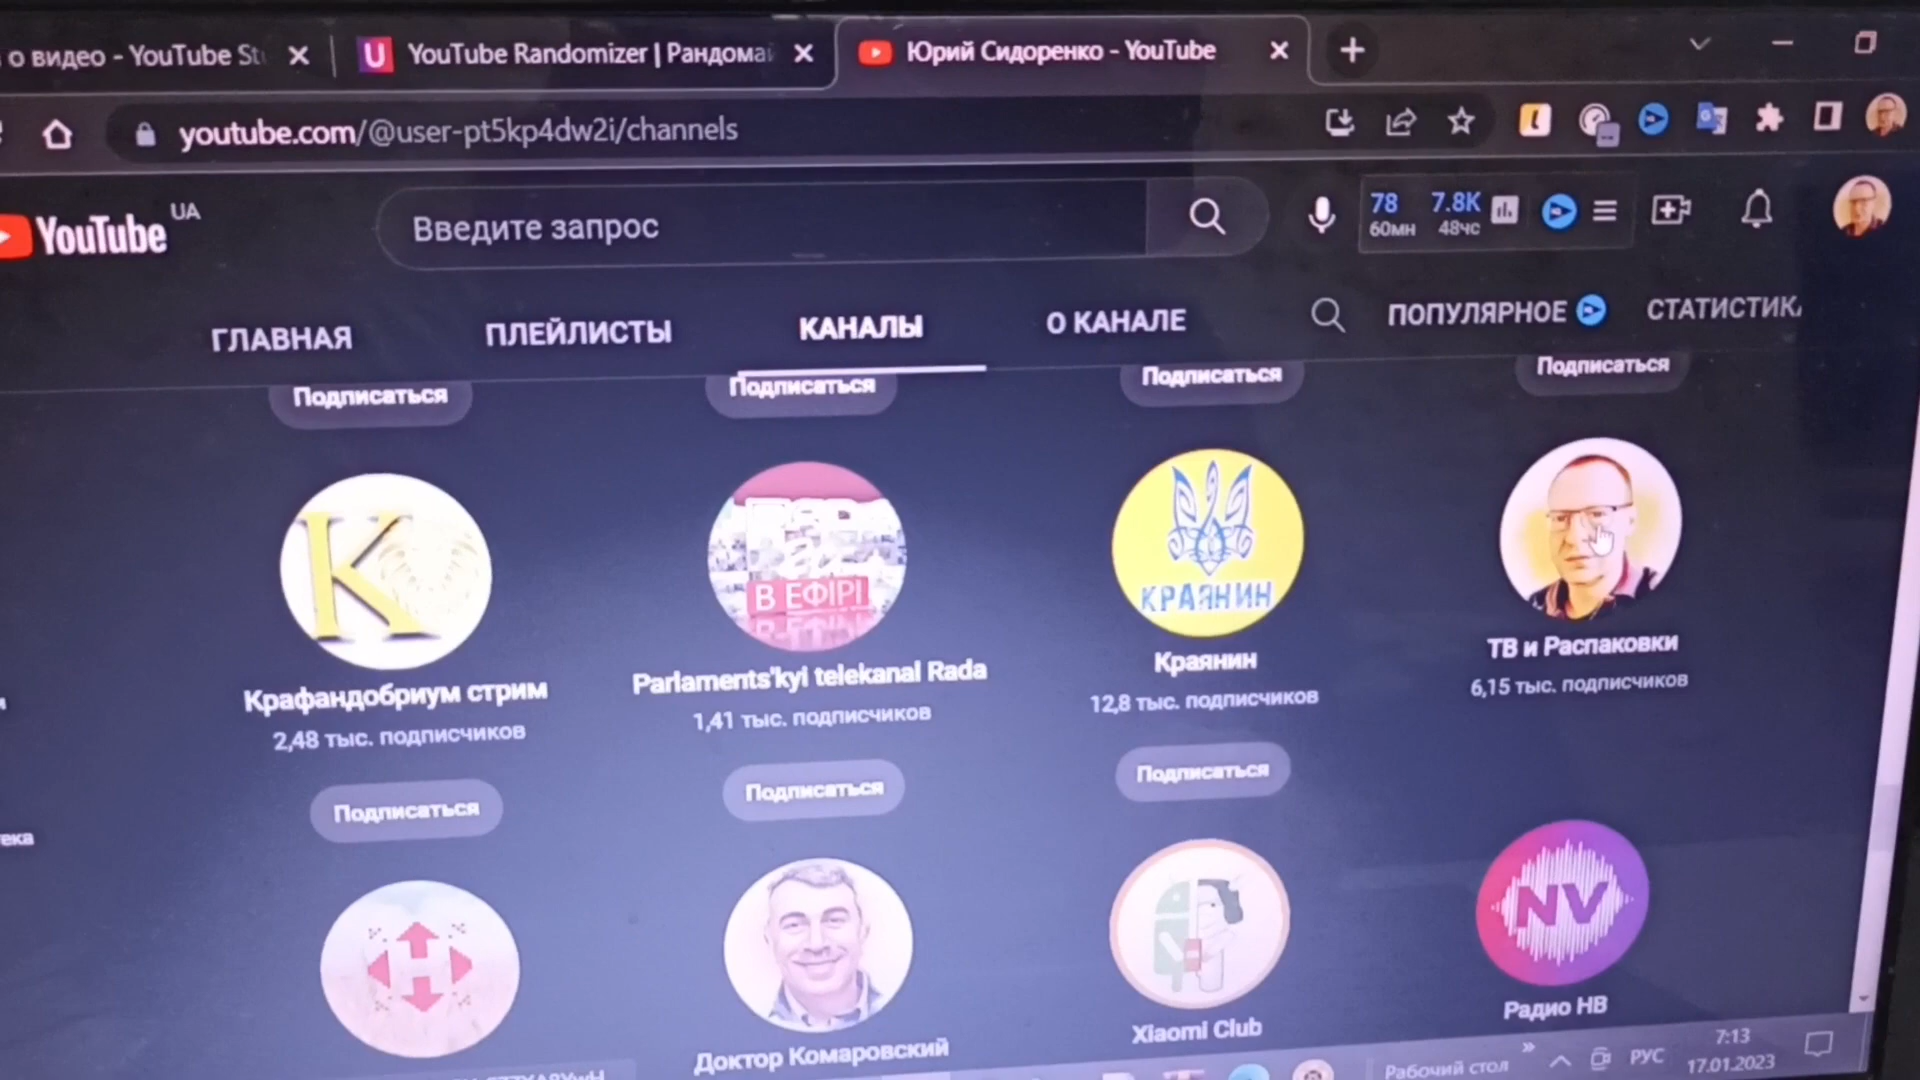 о видео - YouTube St
YouTube Randomizer | Рандома
Юрий Сидоренко - YouTube
youtube.com/@user-pt5kp4dw2i/channels
YouTube UA
Введите запрос
78
60мн
7.8K
48чс
ГЛАВНАЯ
ПЛЕЙЛИСТЫ
КАНАЛЫ
О КАНАЛЕ
ПОПУЛЯРНОЕ
СТАТИСТИК
Подписаться
Подписаться
Подписаться
Подписаться
К
В ЕФІРІ
КРАЯНИН
Крафандобриум стрим
2,48 тыс. подписчиков
Parlaments'kyi telekanal Rada
1,41 тыс. подписчиков
Краянин
12,8 тыс. подписчиков
ТВ и Распаковки
6,15 тыс. подписчиков
Подписаться
Подписаться
Подписаться
тека
Н
NV
Доктор Комаровский
Xiaomi Club
Радио НВ
Рабочий стол
РУС
7:13
17.01.2023